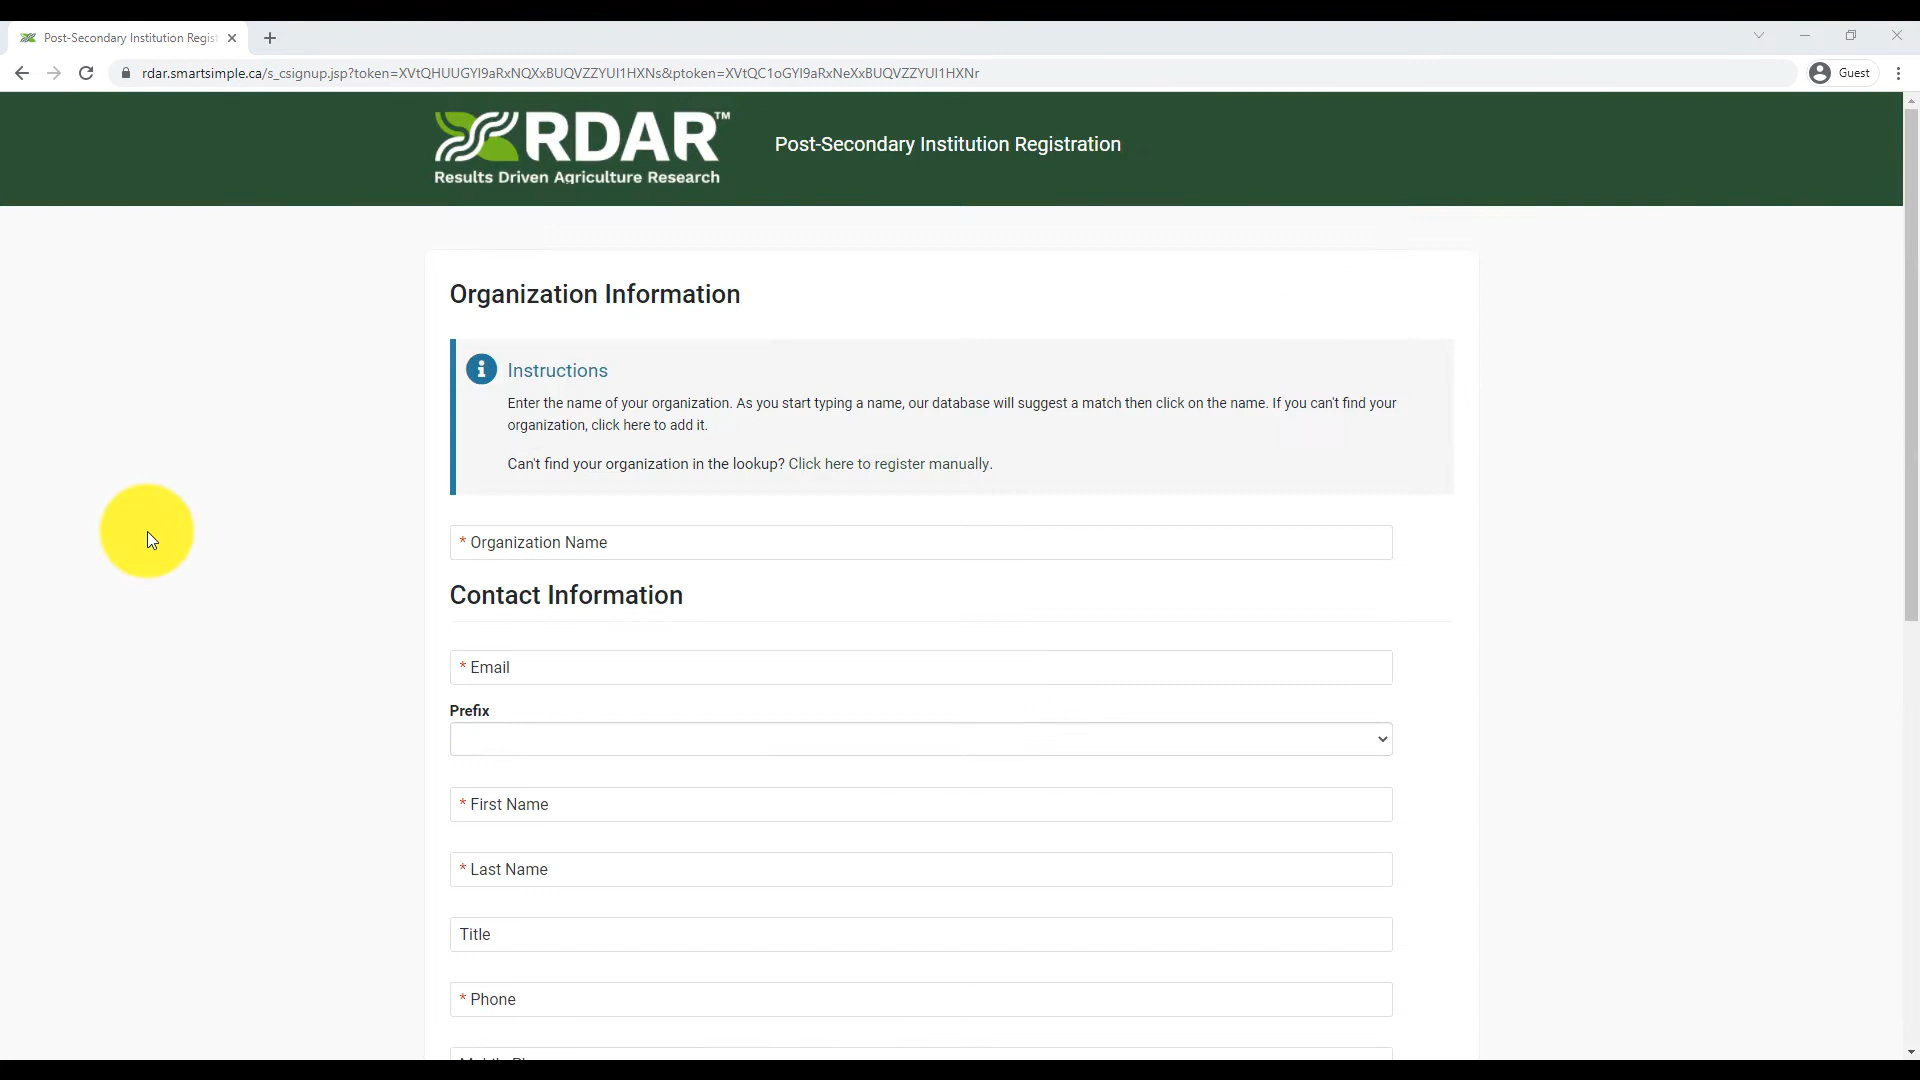 Post-Secondary Institution Regist
rdar.smartsimple.ca/s_csignup.jsp?token=XVtQHUUGYI9aRxNQXxBUQVZZYUI1HXNs&ptoken=XVtQC1oGYI9aRxNeXxBUQVZZYUI1HXNr
Guest
RDAR™
Results Driven Agriculture Research
Post-Secondary Institution Registration
Organization Information
Instructions
Enter the name of your organization. As you start typing a name, our database will suggest a match then click on the name. If you can't find your
organization, click here to add it.
Can't find your organization in the lookup? Click here to register manually.
* Organization Name
Contact Information
* Email
Prefix
* First Name
* Last Name
Title
* Phone